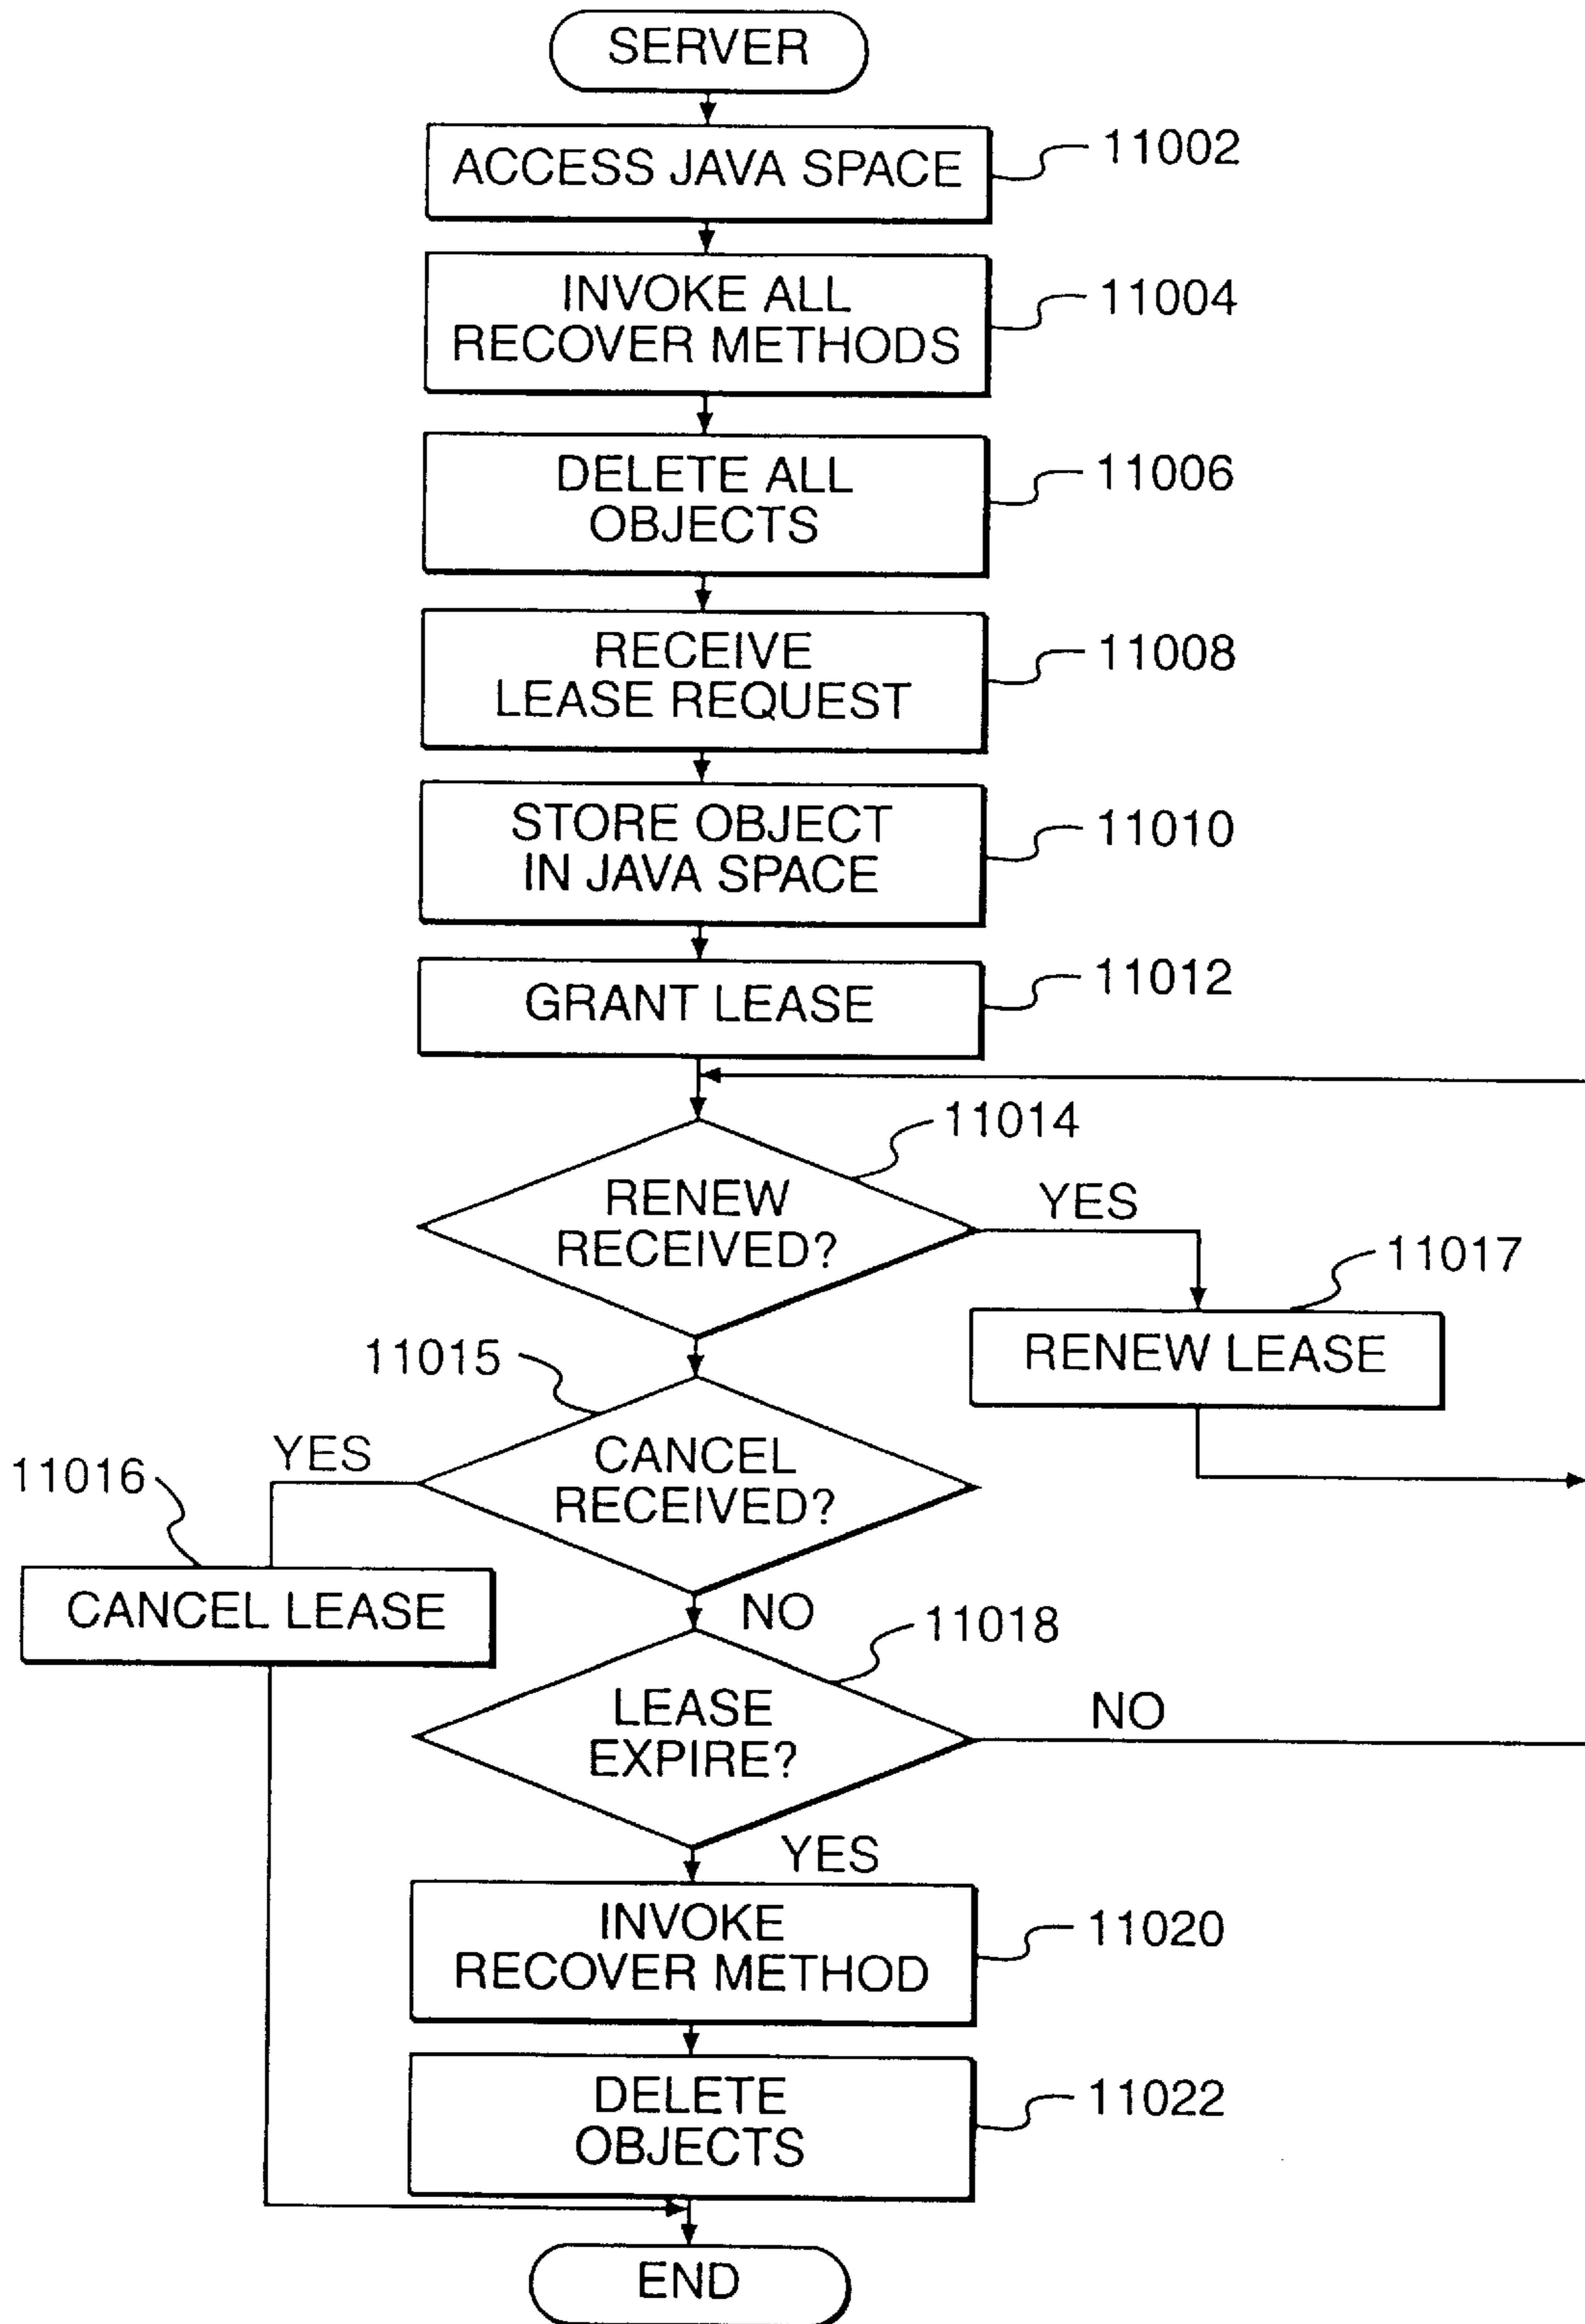 SERVER
ACCESS JAVA SPACE
11002
INVOKE ALL
RECOVER METHODS
11004
DELETE ALL
OBJECTS
11006
RECEIVE
LEASE REQUEST
11008
STORE OBJECT
IN JAVA SPACE
11010
GRANT LEASE
11012
11014
RENEW
RECEIVED?
YES
11017
RENEW LEASE
11015
CANCEL
RECEIVED?
YES
11016
CANCEL LEASE
NO
11018
LEASE
EXPIRE?
NO
YES
INVOKE
RECOVER METHOD
11020
DELETE
OBJECTS
11022
END